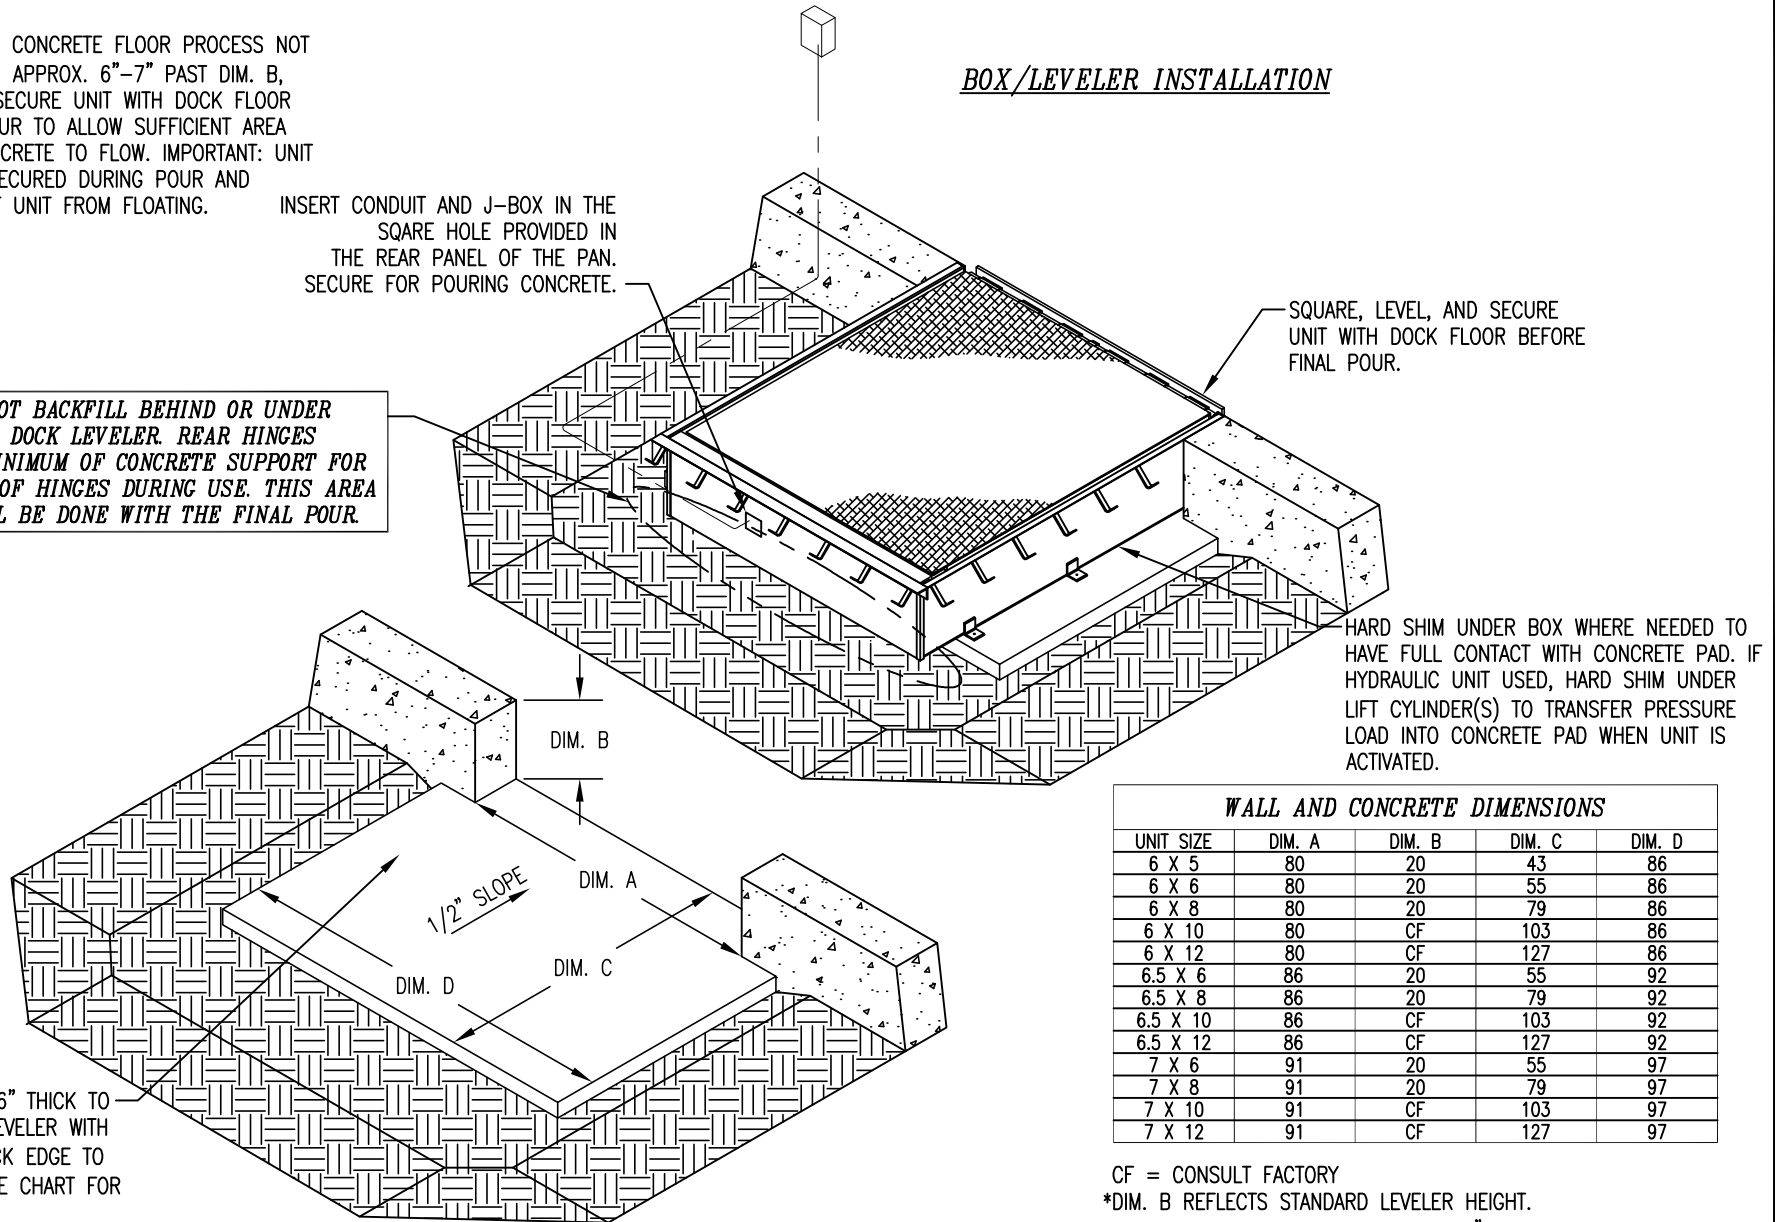 CONCRETE FLOOR PROCESS NOT
APPROX. 6"-7" PAST DIM. B,
SECURE UNIT WITH DOCK FLOOR
UR TO ALLOW SUFFICIENT AREA
CRETE TO FLOW. IMPORTANT: UNIT
ECURED DURING POUR AND
UNIT FROM FLOATING.
BOX/LEVELER INSTALLATION
INSERT CONDUIT AND J-BOX IN THE
SQARE HOLE PROVIDED IN
THE REAR PANEL OF THE PAN.
SECURE FOR POURING CONCRETE.
SQUARE, LEVEL, AND SECURE
UNIT WITH DOCK FLOOR BEFORE
FINAL POUR.
OT BACKFILL BEHIND OR UNDER
DOCK LEVELER. REAR HINGES
INIMUM OF CONCRETE SUPPORT FOR
OF HINGES DURING USE. THIS AREA
L BE DONE WITH THE FINAL POUR.
HARD SHIM UNDER BOX WHERE NEEDED TO
HAVE FULL CONTACT WITH CONCRETE PAD. IF
HYDRAULIC UNIT USED, HARD SHIM UNDER
LIFT CYLINDER(S) TO TRANSFER PRESSURE
LOAD INTO CONCRETE PAD WHEN UNIT IS
ACTIVATED.
DIM. B
DIM. A
1/2" SLOPE
DIM. C
DIM. D
6" THICK TO
EVELER WITH
CK EDGE TO
E CHART FOR
WALL AND CONCRETE DIMENSIONS
UNIT SIZE DIM. A DIM. B DIM. C DIM. D
6 X 5 80 20 43 86
6 X 6 80 20 55 86
6 X 8 80 20 79 86
6 X 10 80 CF 103 86
6 X 12 80 CF 127 86
6.5 X 6 86 20 55 92
6.5 X 8 86 20 79 92
6.5 X 10 86 CF 103 92
6.5 X 12 86 CF 127 92
7 X 6 91 20 55 97
7 X 8 91 20 79 97
7 X 10 91 CF 103 97
7 X 12 91 CF 127 97
CF = CONSULT FACTORY
*DIM. B REFLECTS STANDARD LEVELER HEIGHT.